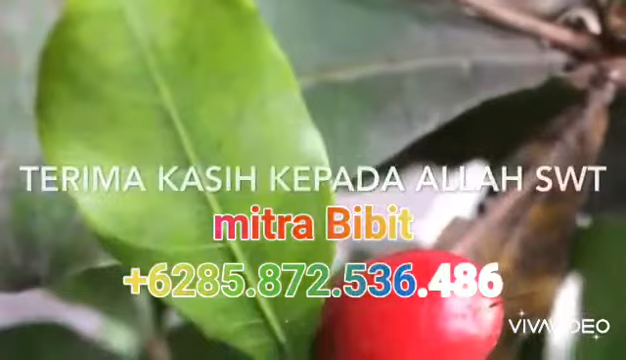 TERIMA KASIH KEPADA ALLAH SWT
mitra Bibit
+6285.872.536.486
VIVAVIDEO